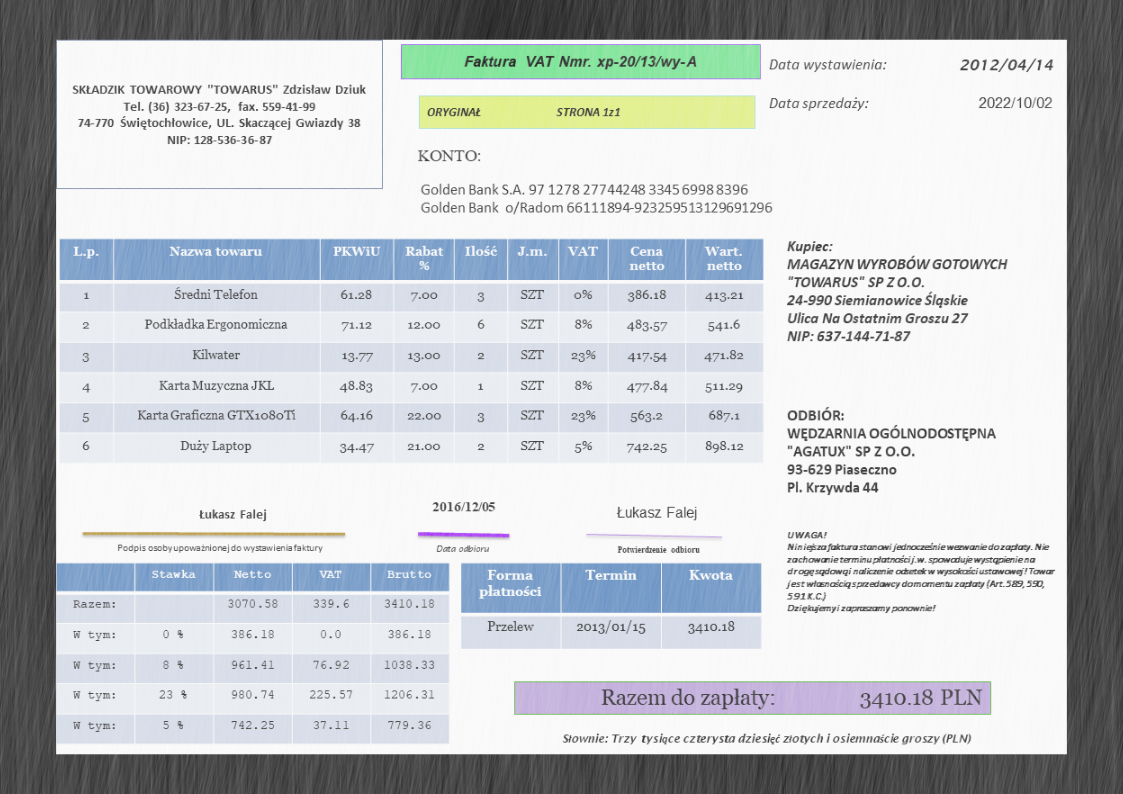 SKŁADZIK TOWAROWY "TOWARUS" Zdzisław Dziuk
Tel. (36) 323-67-25, fax. 559-41-99
74-770 Świętochłowice, UL. Skaczącej Gwiazdy 38
NIP: 128-536-36-87
Faktura VAT Nmr. xp-20/13/wy-A
ORYGINAŁ STRONA 1z1
Data wystawienia: 2012/04/14
Data sprzedaży: 2022/10/02
KONTO:
Golden Bank S.A. 97 1278 27744248 3345 6998 8396
Golden Bank o/Radom 66111894-923259513129691296
L.p. Nazwa towaru PKWiU Rabat % Ilość J.m. VAT Cena netto Wart. netto
1 Średni Telefon 61.28 7.00 3 SZT 0% 386.18 413.21
2 Podkładka Ergonomiczna 71.12 12.00 6 SZT 8% 483.57 541.6
3 Kilwater 13.77 13.00 2 SZT 23% 417.54 471.82
4 Karta Muzyczna JKL 48.83 7.00 1 SZT 8% 477.84 511.29
5 Karta Graficzna GTX1080Ti 64.16 22.00 3 SZT 23% 563.2 687.1
6 Duży Laptop 34.47 21.00 2 SZT 5% 742.25 898.12
Kupiec:
MAGAZYN WYROBÓW GOTOWYCH
"TOWARUS" SP Z O.O.
24-990 Siemianowice Śląskie
Ulica Na Ostatnim Groszu 27
NIP: 637-144-71-87
ODBIÓR:
WĘDZARNIA OGÓLNODOSTĘPNA
"AGATUX" SP Z O.O.
93-629 Piaseczno
Pl. Krzywda 44
Łukasz Falej
Podpis osoby upoważnionej do wystawienia faktury
2016/12/05
Data odbioru
Łukasz Falej
Potwierdzenie odbioru
UWAGA!
Niniejsza faktura stanowi jednocześnie wezwanie do zapłaty. Nie
zachowanie terminu płatności j.w. spowoduje wystąpienie na
drogę sądową i naliczenie odsetek w wysokości ustawowej! Towar
jest własnością sprzedawcy do momentu zapłaty (Art. 589, 590,
591 K.C.)
Dziękujemy i zapraszamy ponownie!
Stawka Netto VAT Brutto
Razem: 3070.58 339.6 3410.18
W tym: 0 % 386.18 0.0 386.18
W tym: 8 % 961.41 76.92 1038.33
W tym: 23 % 980.74 225.57 1206.31
W tym: 5 % 742.25 37.11 779.36
Forma płatności Termin Kwota
Przelew 2013/01/15 3410.18
Razem do zapłaty: 3410.18 PLN
Słownie: Trzy tysiące czterysta dziesięć złotych i osiemnaście groszy (PLN)